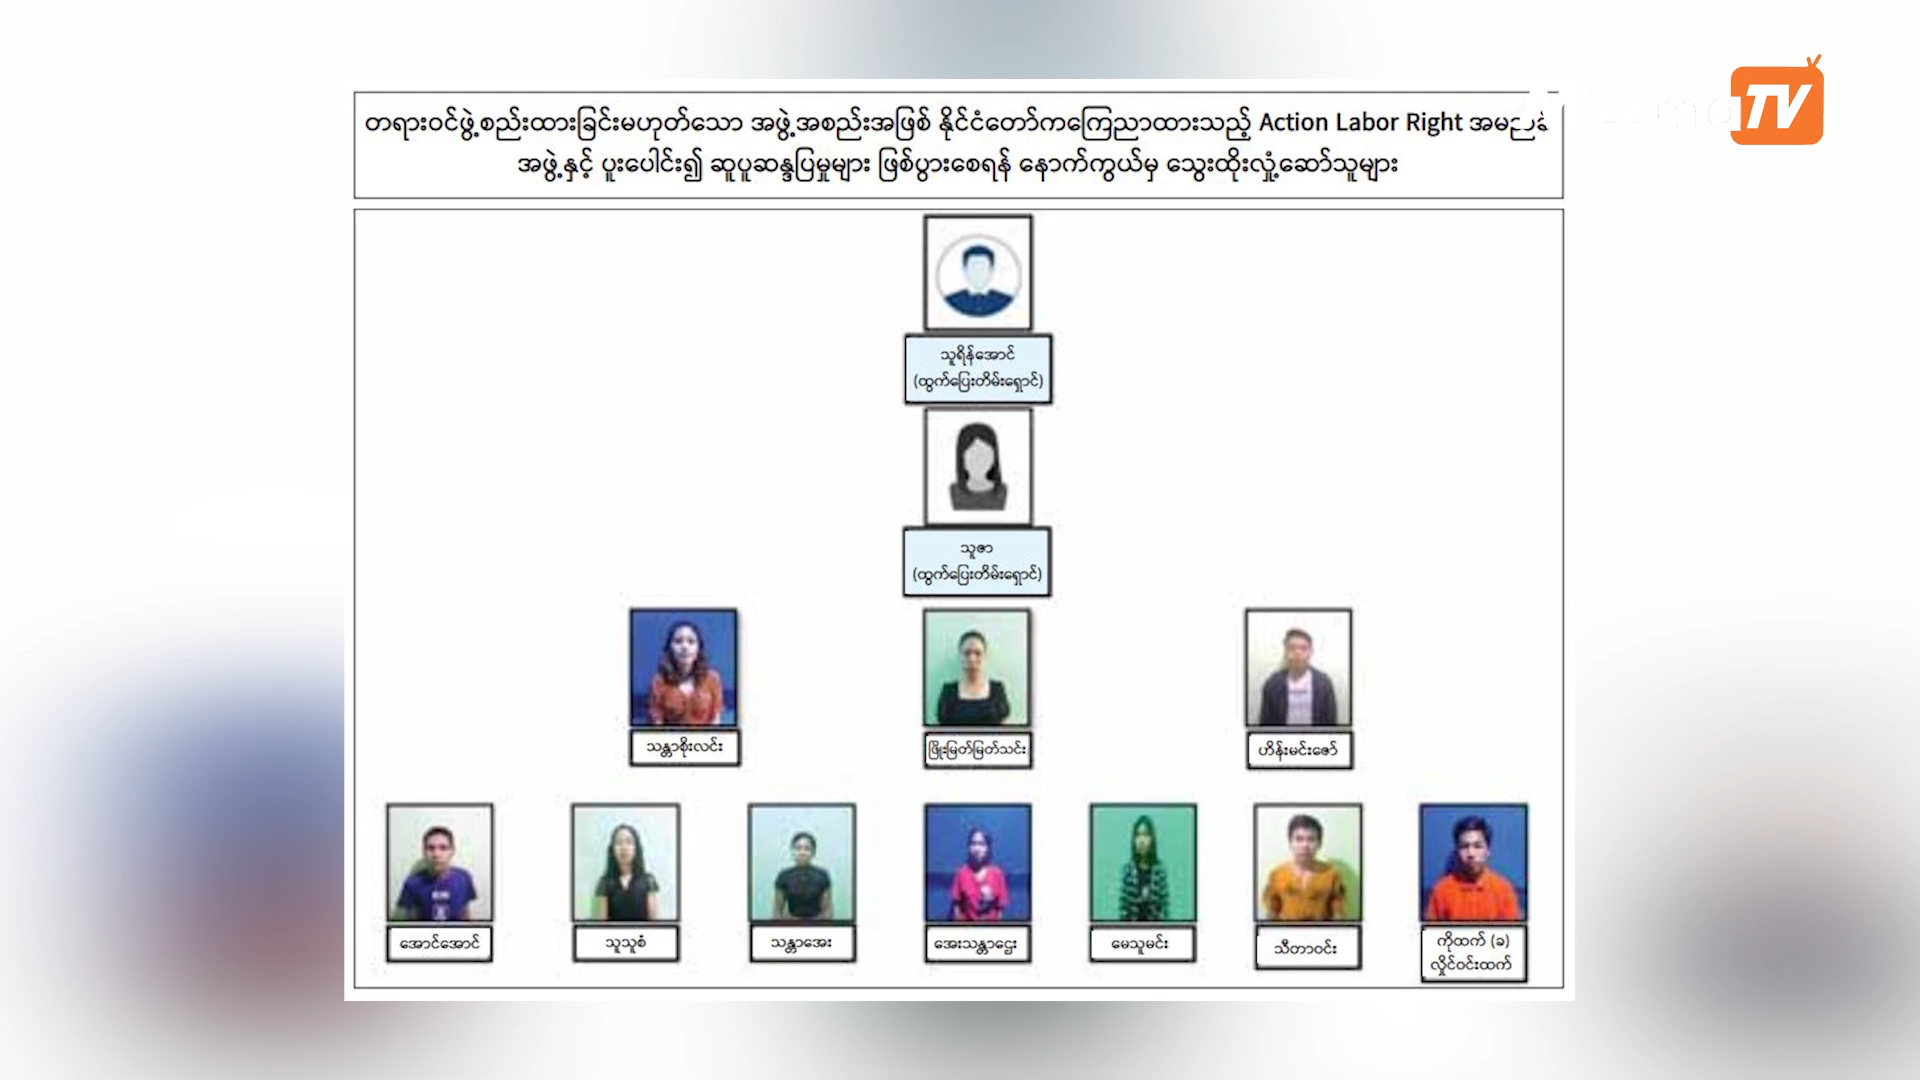 တရားဝင်ဖွဲ့စည်းထားခြင်းမဟုတ်သော အဖွဲ့အစည်းအဖြစ် နိုင်ငံတော်ကကြေညာထားသည့် Action Labor Right အမည်ခံ
အဖွဲ့နှင့် ပူးပေါင်း၍ ဆူပူဆန္ဒပြမှုများ ဖြစ်ပွားစေရန် နောက်ကွယ်မှ သွေးထိုးလှုံ့ဆော်သူများ
TV
သူရိန်အောင်
(ထွက်ပြေးတိမ်းရှောင်)
သူဇာ
(ထွက်ပြေးတိမ်းရှောင်)
သန္တာစိုးလင်း
ဖြိုးမြတ်မြတ်သင်း
ဟိန်းမင်းဇော်
အောင်အောင်
သူသူစံ
သန္တာအေး
အေးသန္တာဌေး
မေသူမင်း
သီတာဝင်း
ကိုထက် (ခ)
လှိုင်ဝင်းထက်